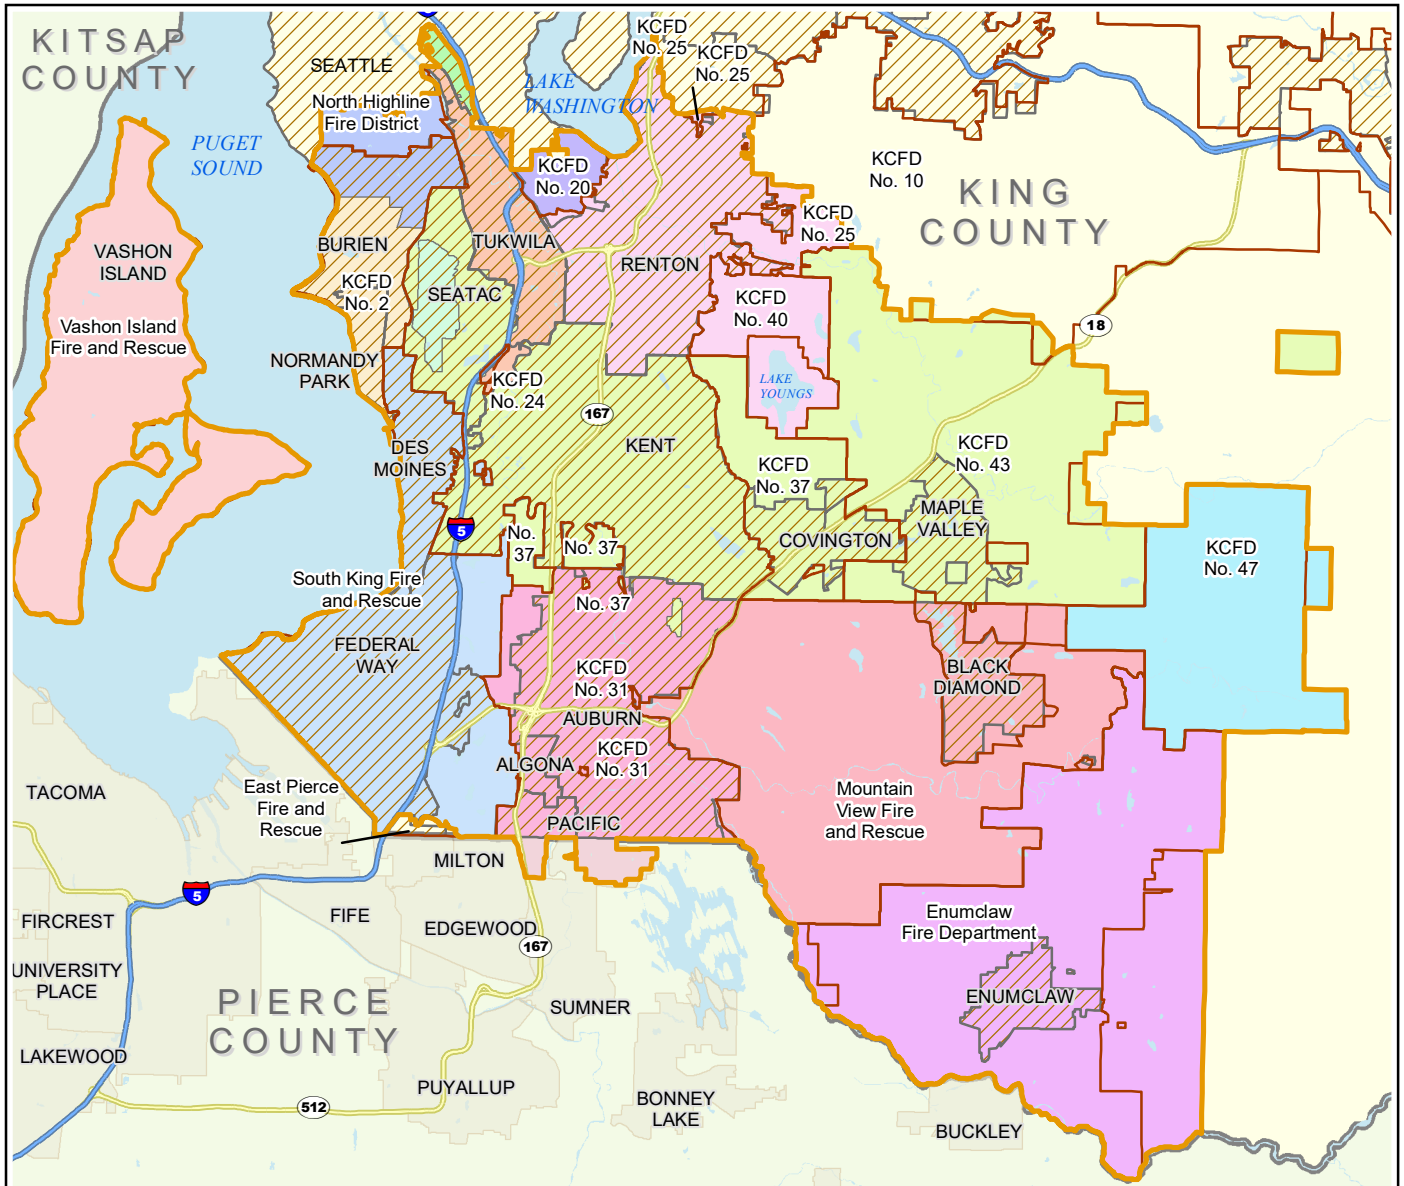 KITSAP
COUNTY
SEATTLE
KCFD
No. 25
KCFD
No. 25
LAKE
WASHINGTON
North Highline
Fire District
PUGET
SOUND
KCFD
No. 20
KCFD
No. 10
KING
COUNTY
KCFD
No. 25
VASHON
ISLAND
BURIEN
TUKWILA
RENTON
KCFD
No. 2
SEATAC
KCFD
No. 40
Vashon Island
Fire and Rescue
18
NORMANDY
PARK
KCFD
No. 24
LAKE
YOUNGS
167
DES
MOINES
KENT
KCFD
No. 37
KCFD
No. 43
MAPLE
VALLEY
5
No.
37
No. 37
COVINGTON
KCFD
No. 47
South King Fire
and Rescue
No. 37
FEDERAL
WAY
KCFD
No. 31
BLACK
DIAMOND
AUBURN
KCFD
No. 31
ALGONA
TACOMA
East Pierce
Fire and
Rescue
Mountain
View Fire
and Rescue
PACIFIC
MILTON
5
FIRCREST
FIFE
EDGEWOOD
167
Enumclaw
Fire Department
UNIVERSITY
PLACE
PIERCE
COUNTY
SUMNER
ENUMCLAW
LAKEWOOD
PUYALLUP
512
BONNEY
LAKE
BUCKLEY